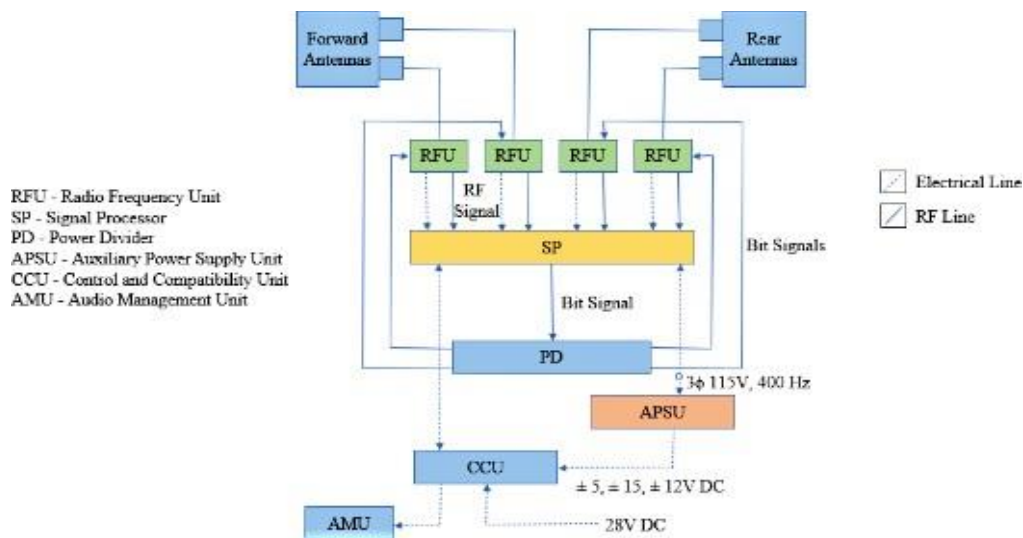 Forward
Antennas
Rear
Antennas
RFU
RFU
RFU
RFU
RF
Signal
RFU - Radio Frequency Unit
SP - Signal Processor
PD - Power Divider
APSU - Auxiliary Power Supply Unit
CCU - Control and Compatibility Unit
AMU - Audio Management Unit
Electrical Line
RF Line
SP
Bit Signals
Bit Signal
PD
3ϕ 115V, 400 Hz
APSU
CCU
± 5, ± 15, ± 12V DC
AMU
28V DC